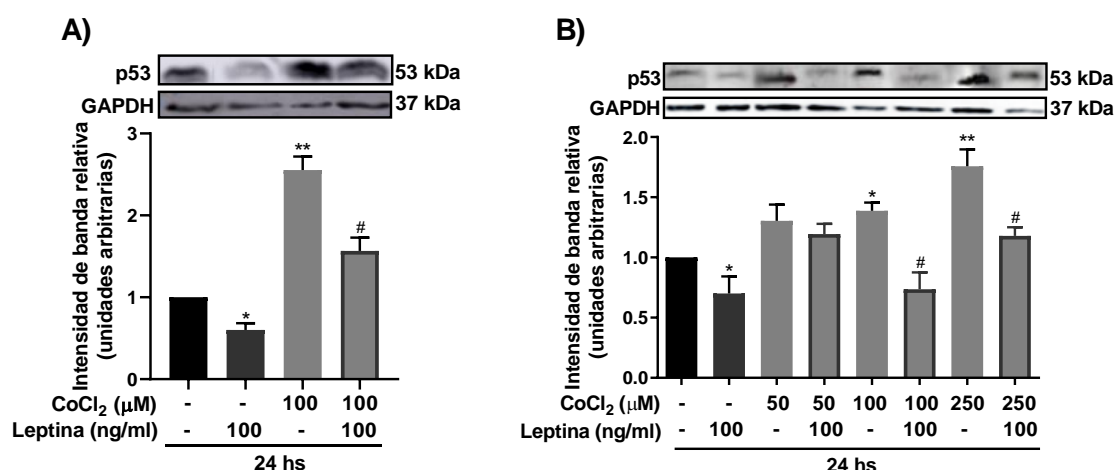 A)
p53 53 kDa
GAPDH 37 kDa
Intensidad de banda relativa
(unidades arbitrarias)
3
2
1
0
*
**
#
CoCl2 (μM) - - 100 100
Leptina (ng/ml) - 100 - 100
24 hs
B)
p53 53 kDa
GAPDH 37 kDa
Intensidad de banda relativa
(unidades arbitrarias)
2.0
1.5
1.0
0.5
0.0
*
*
#
**
#
CoCl2 (μM) - - 50 50 100 100 250 250
Leptina (ng/ml) - 100 - 100 - 100 - 100
24 hs